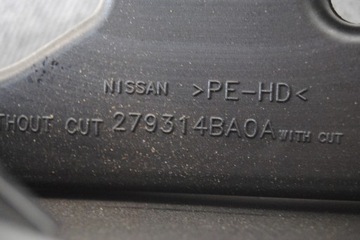 NISSAN >PE-HD<
THOUT CUT 279314BA0A WITH CUT